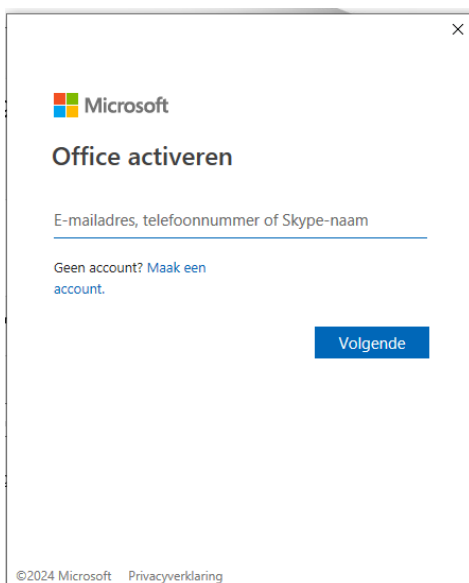 Microsoft
Office activeren
E-mailadres, telefoonnummer of Skype-naam
Geen account? Maak een
account.
Volgende
©2024 Microsoft Privacyverklaring